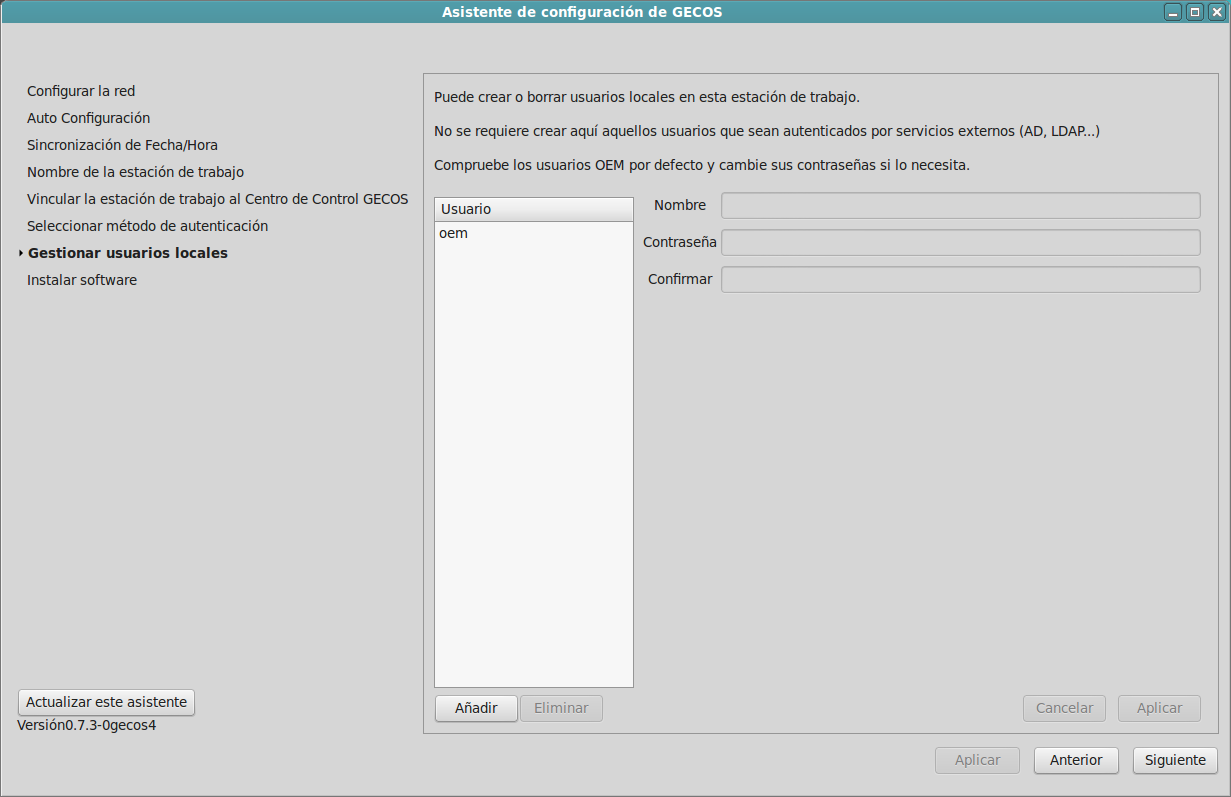 Asistente de configuración de GECOS
Configurar la red
Auto Configuración
Sincronización de Fecha/Hora
Nombre de la estación de trabajo
Vincular la estación de trabajo al Centro de Control GECOS
Seleccionar método de autenticación
Gestionar usuarios locales
Instalar software
Actualizar este asistente
Versión0.7.3-0gecos4
Puede crear o borrar usuarios locales en esta estación de trabajo.
No se requiere crear aquí aquellos usuarios que sean autenticados por servicios externos (AD, LDAP...)
Compruebe los usuarios OEM por defecto y cambie sus contraseñas si lo necesita.
Usuario
oem
Nombre
Contraseña
Confirmar
Añadir Eliminar Cancelar Aplicar
Aplicar Anterior Siguiente